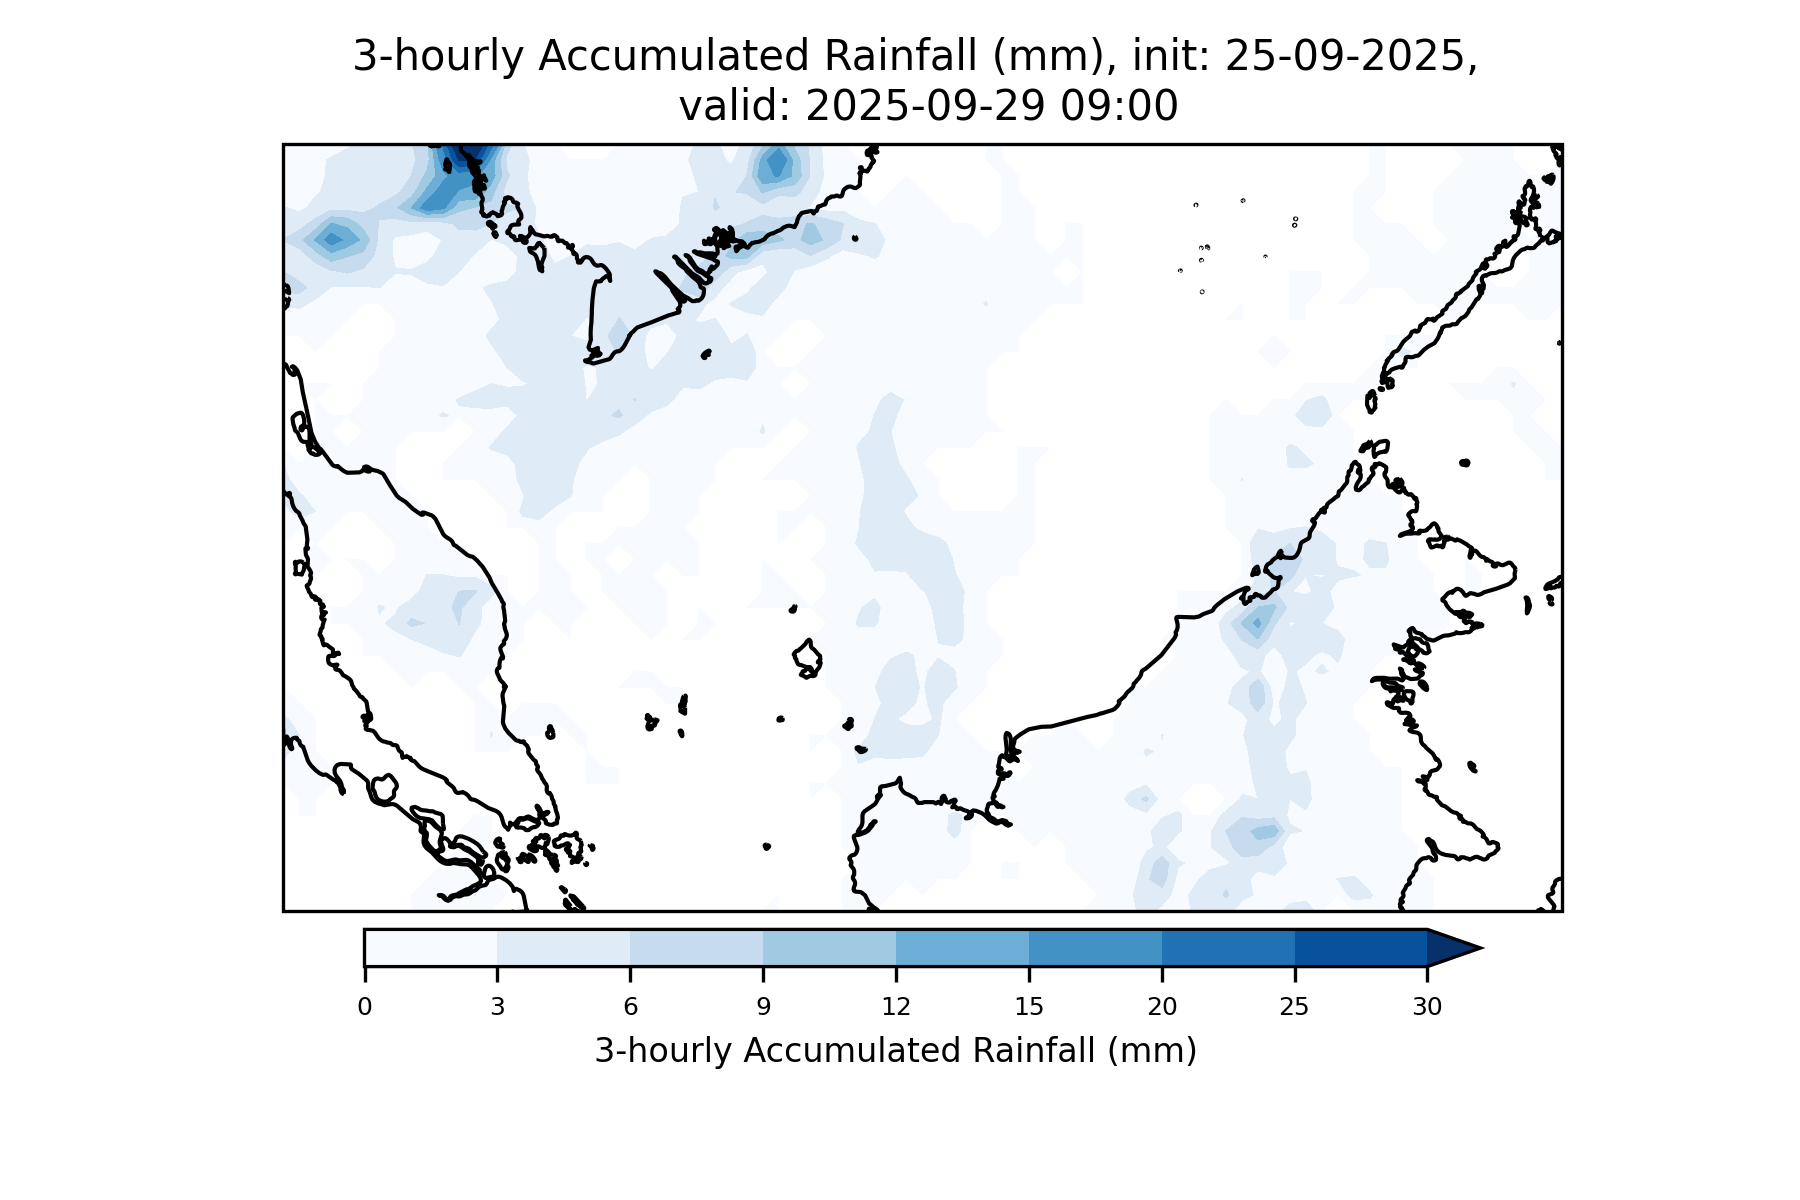 3-hourly Accumulated Rainfall (mm), init: 25-09-2025,
valid: 2025-09-29 09:00
0 3 6 9 12 15 20 25 30
3-hourly Accumulated Rainfall (mm)